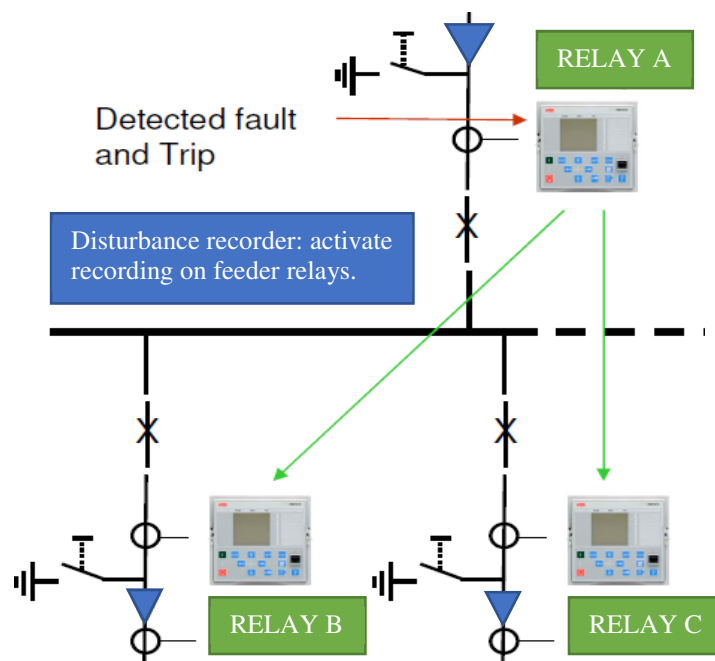 RELAY A
Detected fault
and Trip
Disturbance recorder: activate
recording on feeder relays.
RELAY B
RELAY C